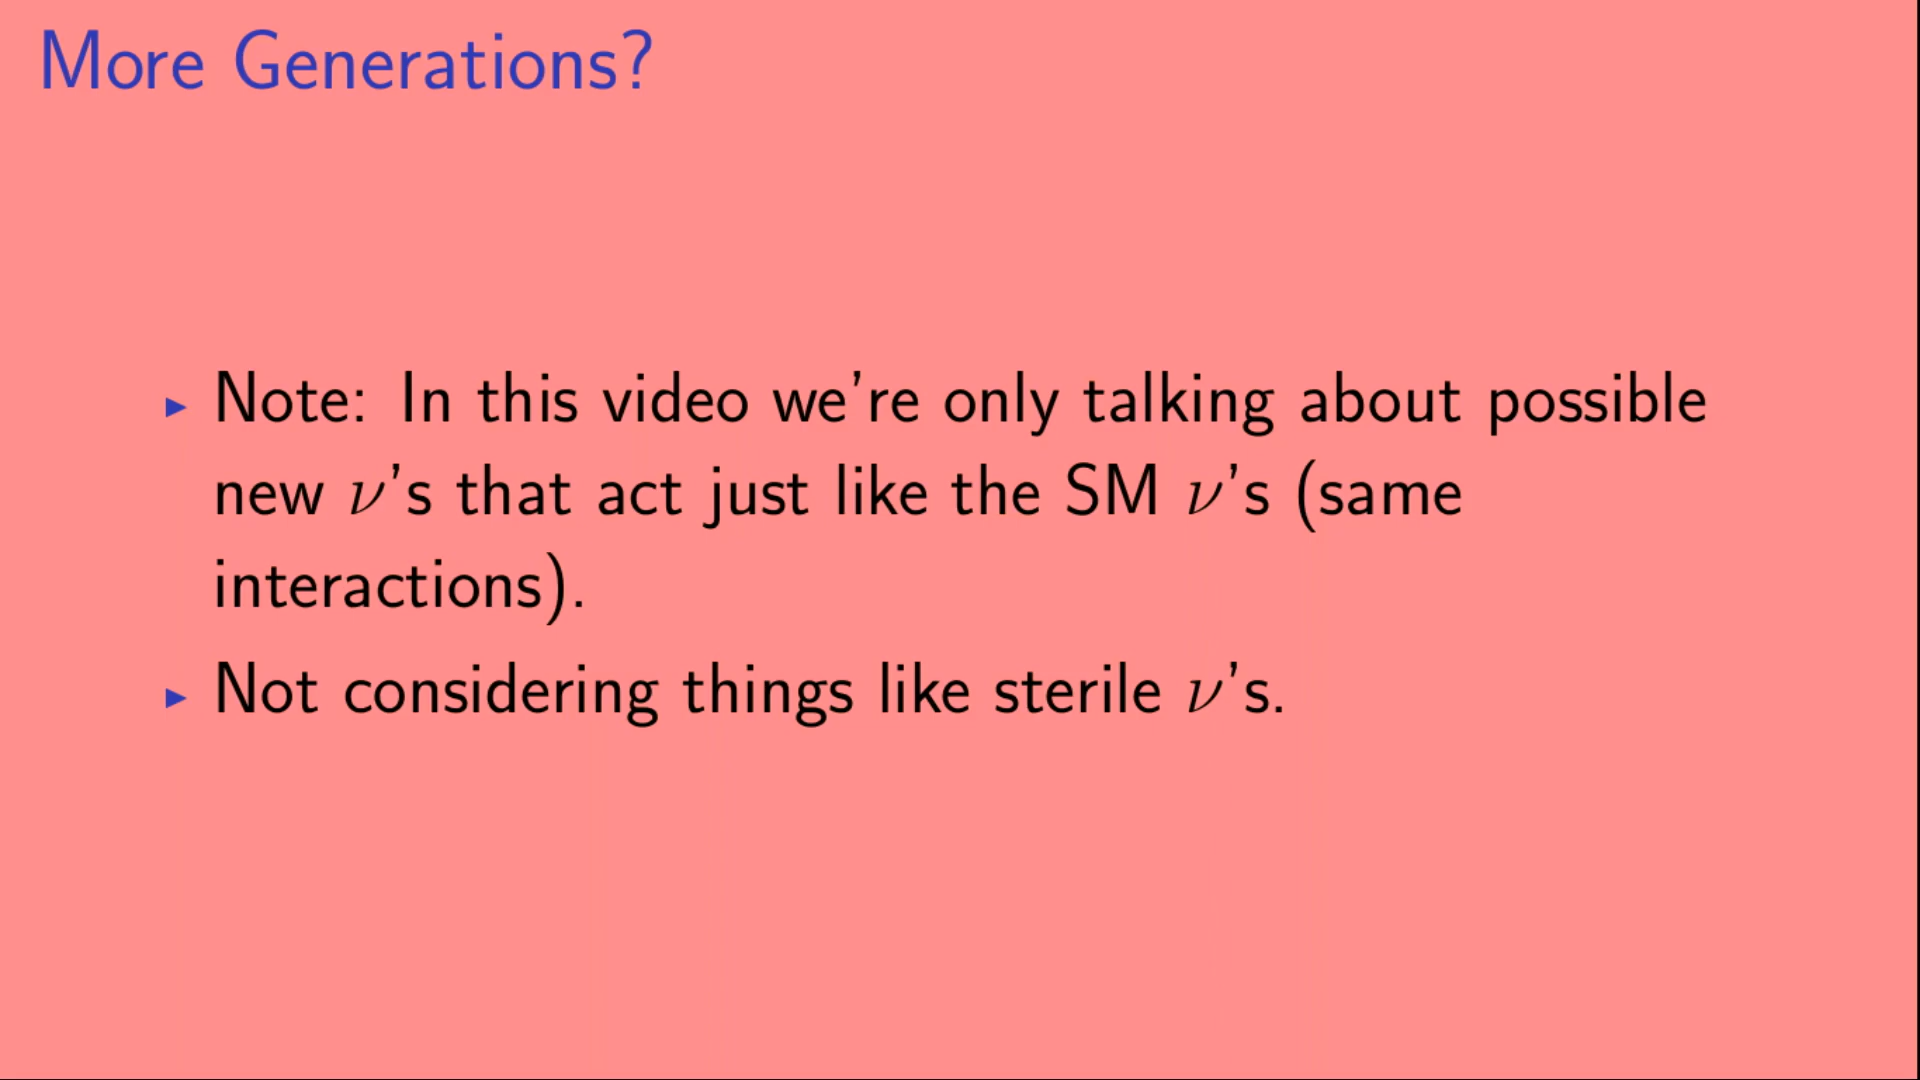 More Generations?
▸ Note: In this video we're only talking about possible
new ν's that act just like the SM ν's (same
interactions).
▸ Not considering things like sterile ν's.